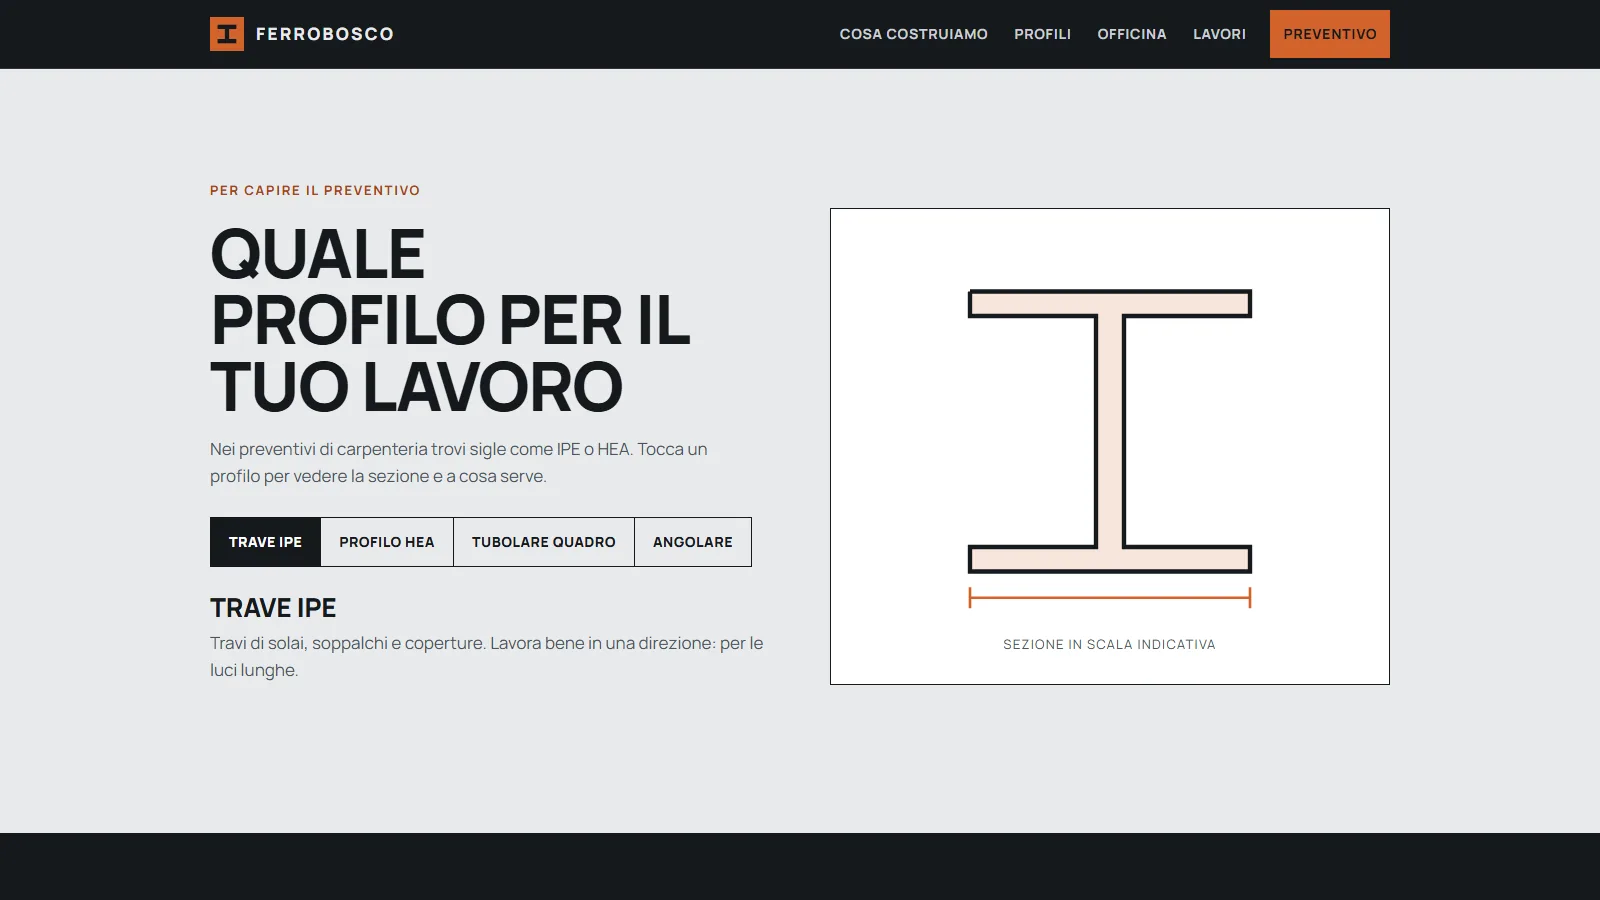 FERROBOSCO
COSA COSTRUIAMO
PROFILI
OFFICINA
LAVORI
PREVENTIVO
PER CAPIRE IL PREVENTIVO
QUALE
PROFILO PER IL
TUO LAVORO
Nei preventivi di carpenteria trovi sigle come IPE o HEA. Tocca un
profilo per vedere la sezione e a cosa serve.
TRAVE IPE
PROFILO HEA
TUBOLARE QUADRO
ANGOLARE
TRAVE IPE
Travi di solai, soppalchi e coperture. Lavora bene in una direzione: per le
luci lunghe.
SEZIONE IN SCALA INDICATIVA